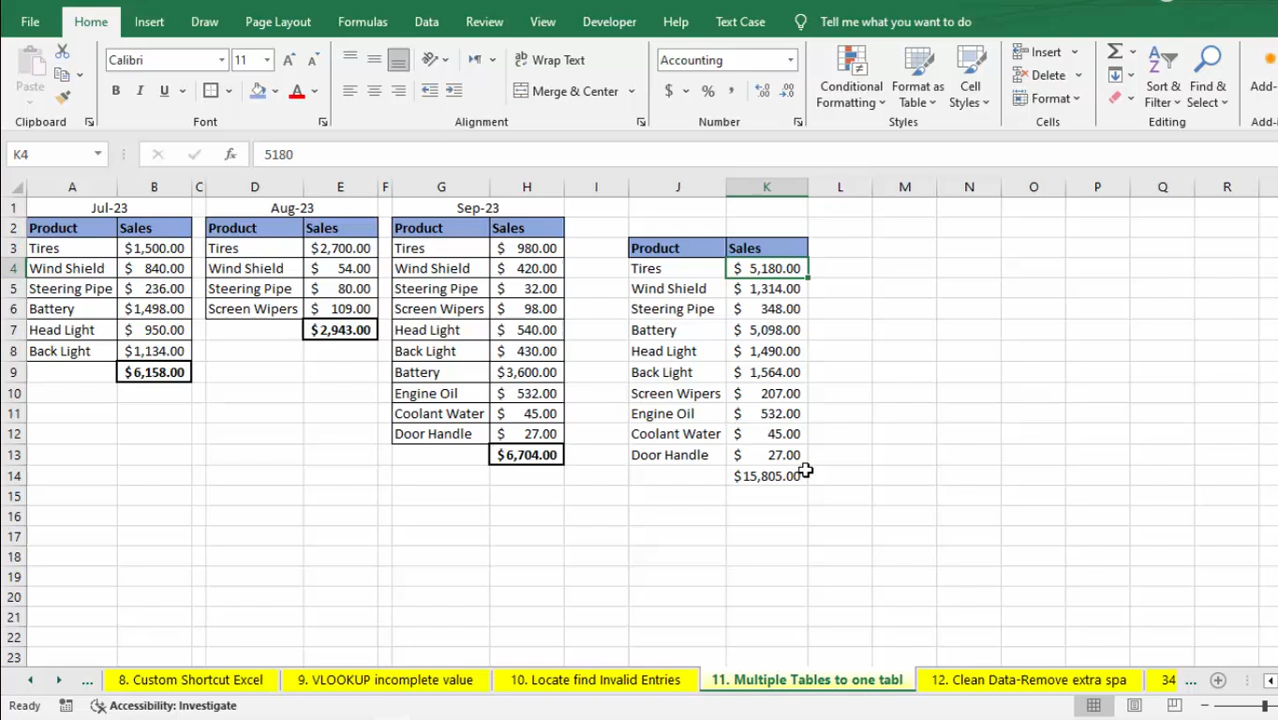 File Home Insert Draw Page Layout Formulas Data Review View Developer Help Text Case Tell me what you want to do
Calibri 11 Wrap Text Accounting Insert
Paste B I U A Merge & Center $ % Conditional Formatting Format as Table Cell Styles Delete Format Sort & Filter Find & Select Add-
Clipboard Font Alignment Number Styles Cells Editing Add-
K4 fx 5180
A B C D E F G H I J K L M N O P Q R
1 Jul-23 Aug-23 Sep-23
2 Product Sales Product Sales Product Sales
3 Tires $1,500.00 Tires $2,700.00 Tires $ 980.00 Product Sales
4 Wind Shield $ 840.00 Wind Shield $ 54.00 Wind Shield $ 420.00 Tires $ 5,180.00
5 Steering Pipe $ 236.00 Steering Pipe $ 80.00 Steering Pipe $ 32.00 Wind Shield $ 1,314.00
6 Battery $1,498.00 Screen Wipers $ 109.00 Screen Wipers $ 98.00 Steering Pipe $ 348.00
7 Head Light $ 950.00 $2,943.00 Head Light $ 540.00 Battery $ 5,098.00
8 Back Light $1,134.00 Back Light $ 430.00 Head Light $ 1,490.00
9 $6,158.00 Battery $3,600.00 Back Light $ 1,564.00
10 Engine Oil $ 532.00 Screen Wipers $ 207.00
11 Coolant Water $ 45.00 Engine Oil $ 532.00
12 Door Handle $ 27.00 Coolant Water $ 45.00
13 $6,704.00 Door Handle $ 27.00
14 $15,805.00
15
16
17
18
19
20
21
22
23
... 8. Custom Shortcut Excel 9. VLOOKUP incomplete value 10. Locate find Invalid Entries 11. Multiple Tables to one tabl 12. Clean Data-Remove extra spa 34 ...
Ready Accessibility: Investigate